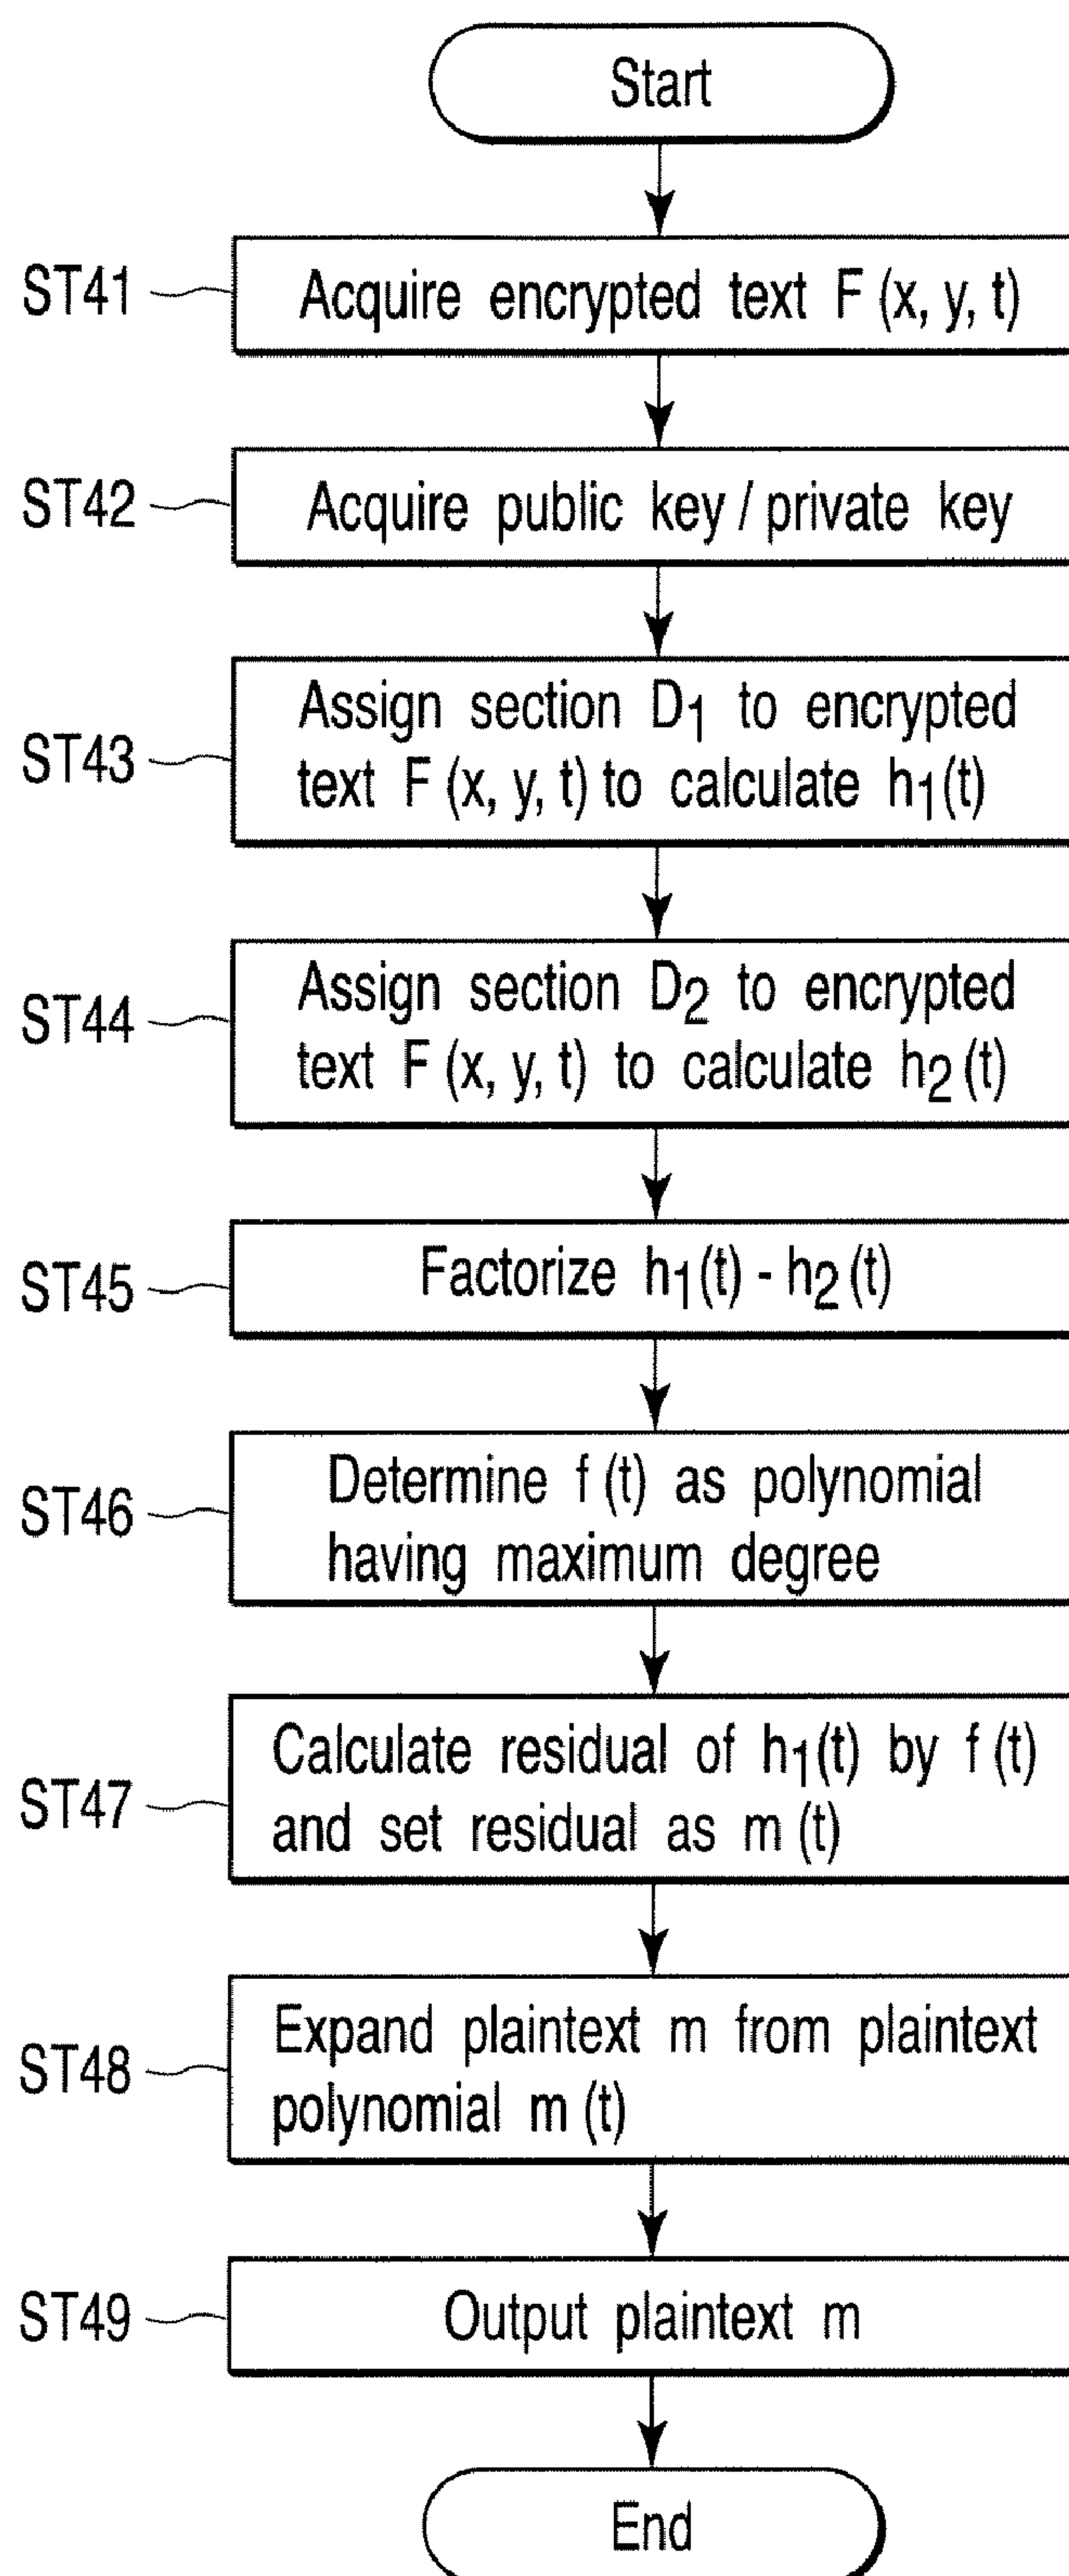 Start
ST41
Acquire encrypted text F (x, y, t)
ST42
Acquire public key / private key
ST43
Assign section D1 to encrypted
text F (x, y, t) to calculate h1(t)
ST44
Assign section D2 to encrypted
text F (x, y, t) to calculate h2 (t)
ST45
Factorize h1(t) - h2 (t)
ST46
Determine f (t) as polynomial
having maximum degree
ST47
Calculate residual of h1(t) by f (t)
and set residual as m (t)
ST48
Expand plaintext m from plaintext
polynomial m (t)
ST49
Output plaintext m
End